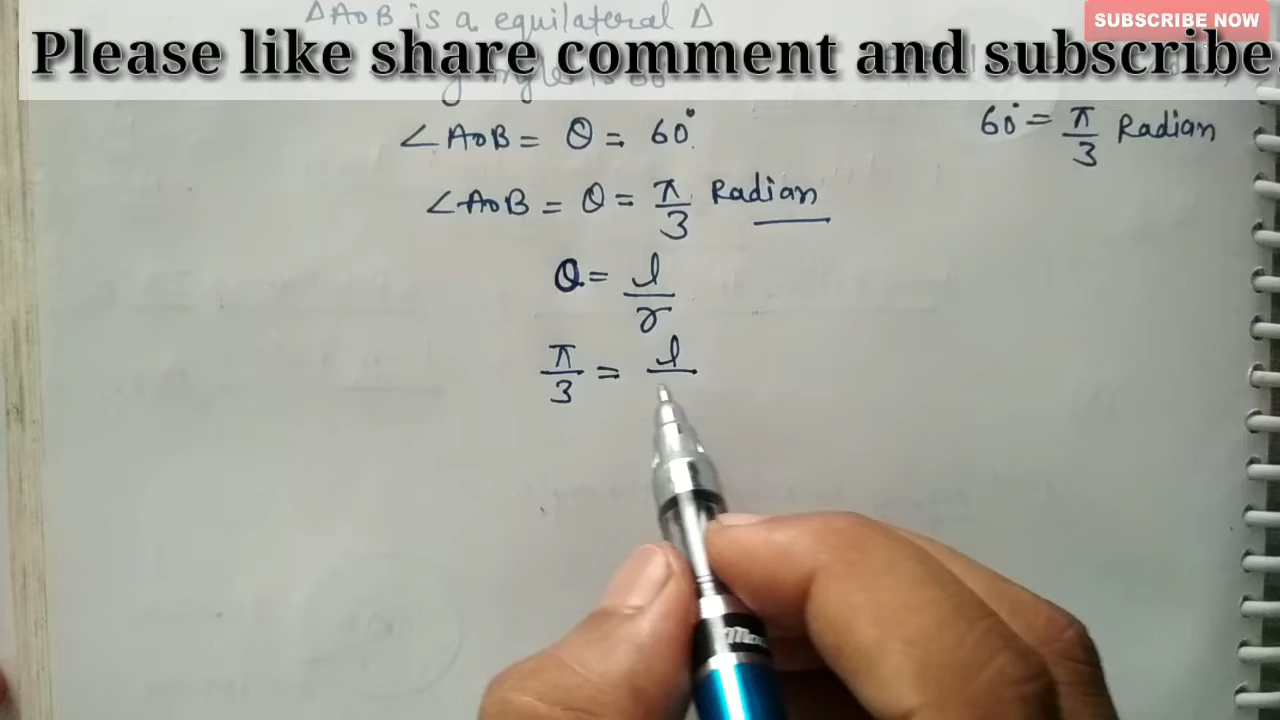 △AOB is a equilateral △
SUBSCRIBE NOW
Please like share comment and subscribe.
∠AOB = θ = 60°
60° = π/3 Radian
∠AOB = θ = π/3 Radian
θ = l/r
π/3 = l/